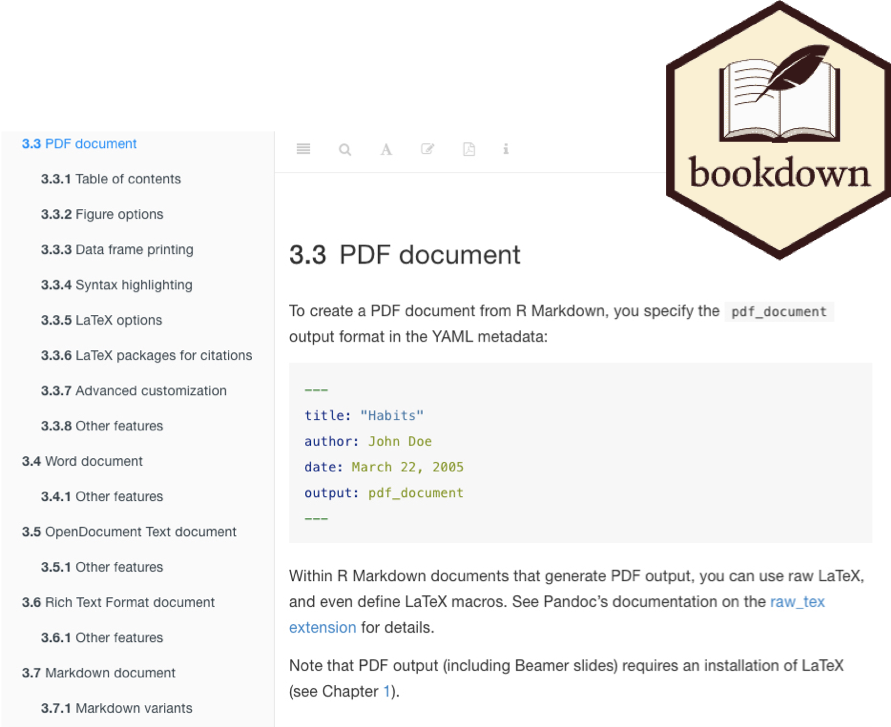 bookdown
3.3 PDF document
3.3.1 Table of contents
3.3.2 Figure options
3.3.3 Data frame printing
3.3.4 Syntax highlighting
3.3.5 LaTeX options
3.3.6 LaTeX packages for citations
3.3.7 Advanced customization
3.3.8 Other features
3.4 Word document
3.4.1 Other features
3.5 OpenDocument Text document
3.5.1 Other features
3.6 Rich Text Format document
3.6.1 Other features
3.7 Markdown document
3.7.1 Markdown variants
3.3 PDF document
To create a PDF document from R Markdown, you specify the pdf_document
output format in the YAML metadata:
---
title: "Habits"
author: John Doe
date: March 22, 2005
output: pdf_document
---
Within R Markdown documents that generate PDF output, you can use raw LaTeX,
and even define LaTeX macros. See Pandoc’s documentation on the raw_tex
extension for details.
Note that PDF output (including Beamer slides) requires an installation of LaTeX
(see Chapter 1).